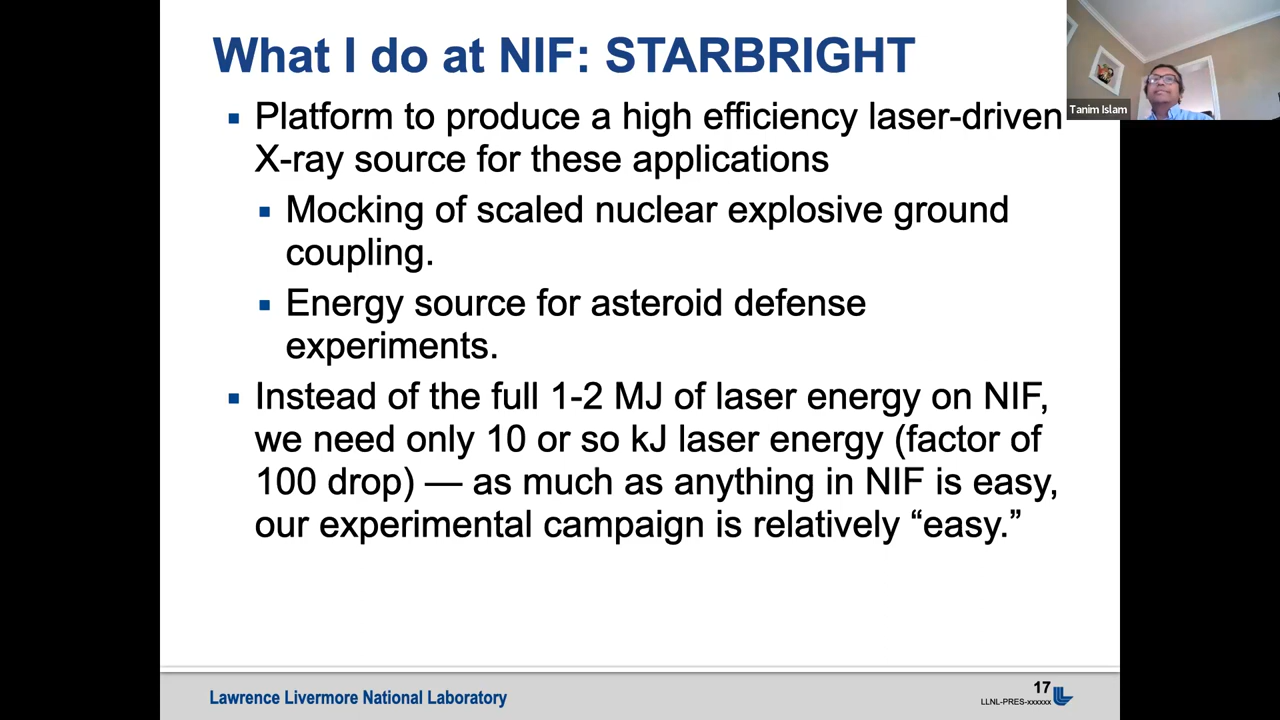 What I do at NIF: STARBRIGHT
Tanim Islam
▪ Platform to produce a high efficiency laser-driven
X-ray source for these applications
▪ Mocking of scaled nuclear explosive ground
coupling.
▪ Energy source for asteroid defense
experiments.
▪ Instead of the full 1-2 MJ of laser energy on NIF,
we need only 10 or so kJ laser energy (factor of
100 drop) — as much as anything in NIF is easy,
our experimental campaign is relatively “easy.”
Lawrence Livermore National Laboratory
17
LLNL-PRES-xxxxxx